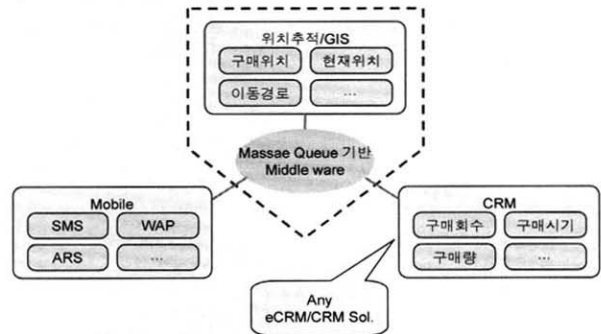 위치추적/GIS
구매위치 현재위치
이동경로 ...
Massae Queue 기반
Middle ware
Mobile
SMS WAP
ARS ...
CRM
구매회수 구매시기
구매량 ...
Any
eCRM/CRM Sol.